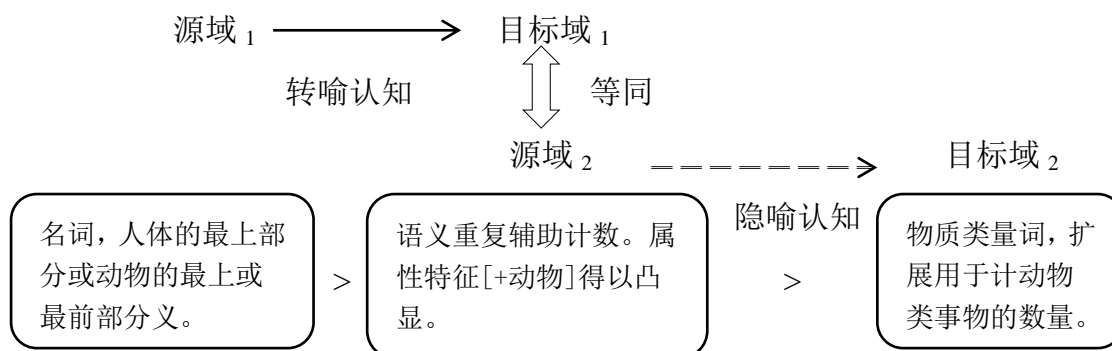 源域 1 目标域 1
转喻认知 等同
源域 2 目标域 2
隐喻认知
名词，人体的最上部
分或动物的最上或
最前部分义。
>
语义重复辅助计数。属
性特征[+动物]得以凸
显。
>
物质类量词，扩
展用于计动物
类事物的数量。